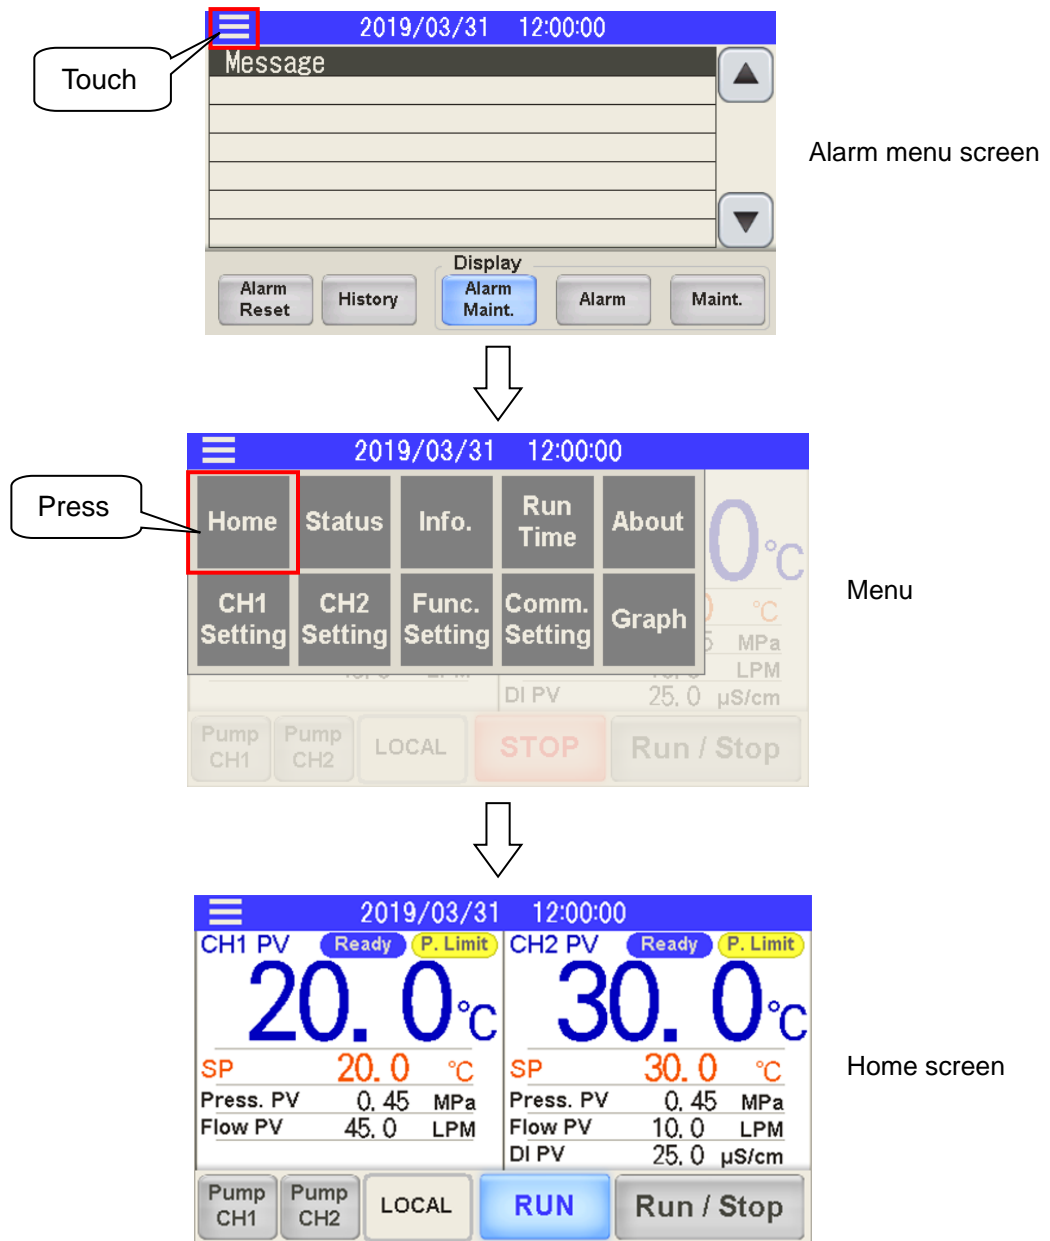 2019/03/31 12:00:00
Touch
Message
Alarm menu screen
Display
Alarm Reset
History
Alarm Maint.
Alarm
Maint.
2019/03/31 12:00:00
Press
Home
Status
Info.
Run Time
About
0 °C
CH1 Setting
CH2 Setting
Func. Setting
Comm. Setting
Graph
°C
Menu
MPa
LPM
DI PV 25.0 µS/cm
Pump CH1
Pump CH2
LOCAL
STOP
Run / Stop
2019/03/31 12:00:00
CH1 PV Ready P. Limit
20.0 °C
SP 20.0 °C
Press. PV 0.45 MPa
Flow PV 45.0 LPM
CH2 PV Ready P. Limit
30.0 °C
SP 30.0 °C
Press. PV 0.45 MPa
Flow PV 10.0 LPM
DI PV 25.0 µS/cm
Home screen
Pump CH1
Pump CH2
LOCAL
RUN
Run / Stop